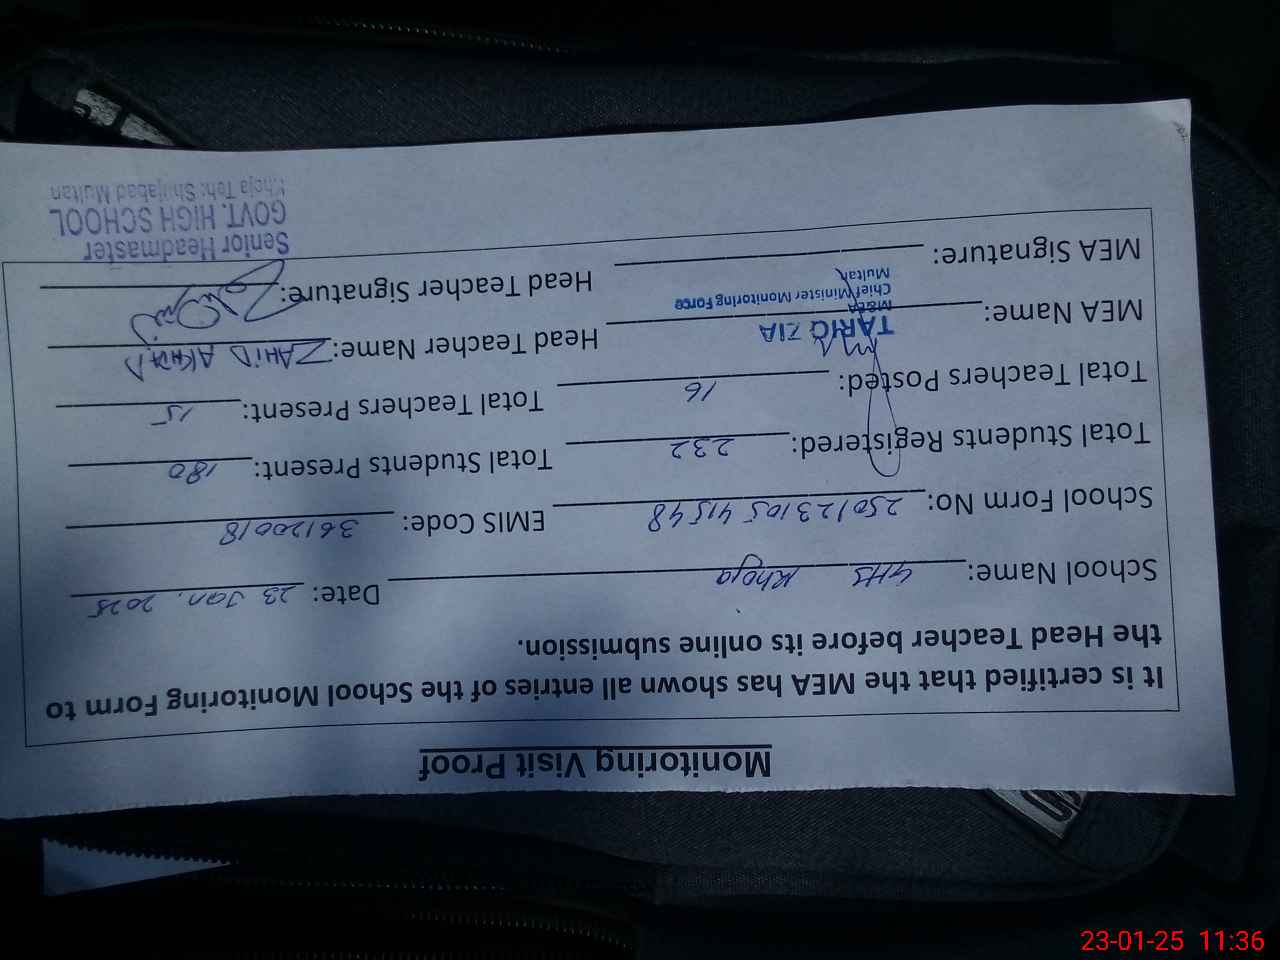 Monitoring Visit Proof
It is certified that the MEA has shown all entries of the School Monitoring Form to
the Head Teacher before its online submission.
School Name: GHS Khoja Date: 23 Jan. 2025
School Form No: 2501231054 1548 EMIS Code: 36120018
Total Students Registered: 232 Total Students Present: 180
Total Teachers Posted: 16 Total Teachers Present: 15
MEA Name: TARIQ ZIA Head Teacher Name: ZAHID AKHTAR
M&EA
Chief Minister Monitoring Force
Multan
MEA Signature: Head Teacher Signature:
Senior Headmaster
GOVT. HIGH SCHOOL
Khoja Teh: Shujabad Multan
23-01-25 11:36